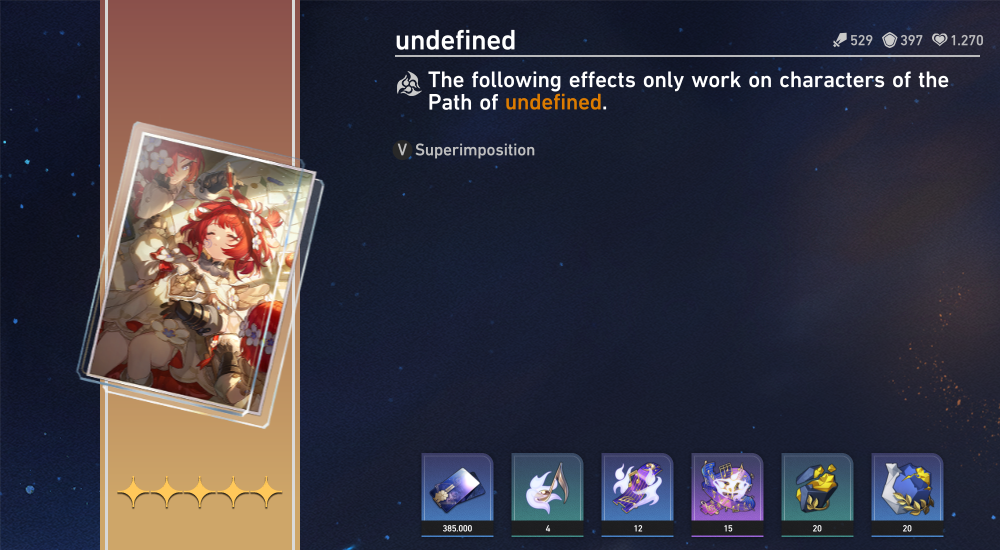 undefined
529 397 1.270
The following effects only work on characters of the
Path of undefined.
V Superimposition
385.000 4 12 15 20 20